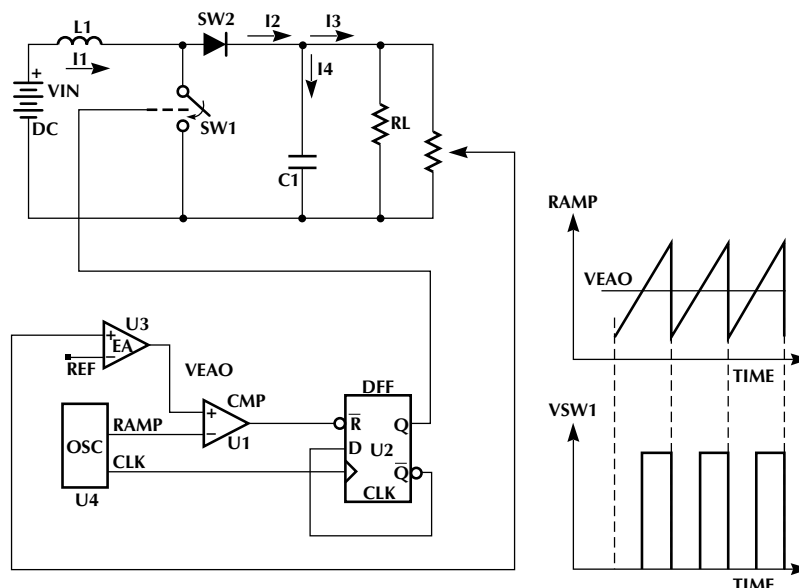 L1
SW2
I2
I3
I1
I4
+
VIN
DC
SW1
RL
C1
RAMP
VEAO
TIME
U3
+
EA
−
REF
VEAO
CMP
+
−
U1
DFF
R
Q
D
U2
Q
CLK
OSC
RAMP
CLK
U4
VSW1
TIME